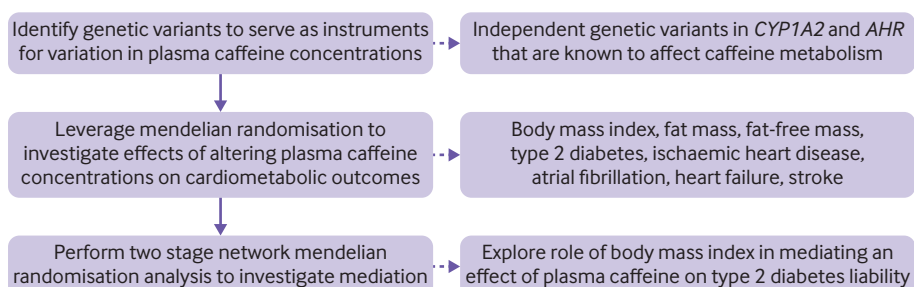 Identify genetic variants to serve as instruments
for variation in plasma caffeine concentrations
Independent genetic variants in CYP1A2 and AHR
that are known to affect caffeine metabolism
Leverage mendelian randomisation to
investigate effects of altering plasma caffeine
concentrations on cardiometabolic outcomes
Body mass index, fat mass, fat-free mass,
type 2 diabetes, ischaemic heart disease,
atrial fibrillation, heart failure, stroke
Perform two stage network mendelian
randomisation analysis to investigate mediation
Explore role of body mass index in mediating an
effect of plasma caffeine on type 2 diabetes liability